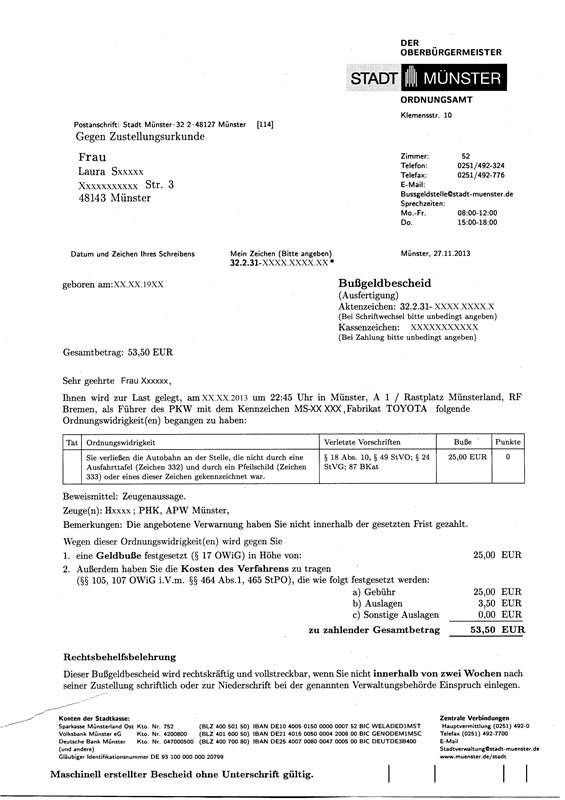 DER
OBERBÜRGERMEISTER
STADT MÜNSTER
ORDNUNGSAMT
Klemensstr. 10
Postanschrift: Stadt Münster·32 2·48127 Münster [114]
Gegen Zustellungsurkunde
Frau
Laura Sxxxxx
Xxxxxxxxxxx Str. 3
48143 Münster
Zimmer: 52
Telefon: 0251/492-324
Telefax: 0251/492-776
E-Mail:
Bussgeldstelle@stadt-muenster.de
Sprechzeiten:
Mo.-Fr. 08:00-12:00
Do. 15:00-18:00
Datum und Zeichen Ihres Schreibens
Mein Zeichen (Bitte angeben)
32.2.31-XXXX.XXXX.XX*
Münster, 27.11.2013
geboren am:XX.XX.19XX
Bußgeldbescheid
(Ausfertigung)
Aktenzeichen: 32.2.31- XXXX.XXXX.X
(Bei Schriftwechsel bitte unbedingt angeben)
Kassenzeichen: XXXXXXXXXXX
(Bei Zahlung bitte unbedingt angeben)
Gesamtbetrag: 53,50 EUR
Sehr geehrte Frau Xxxxxx,
Ihnen wird zur Last gelegt, am XX.XX.2013 um 22:45 Uhr in Münster, A 1 / Rastplatz Münsterland, RF
Bremen, als Führer des PKW mit dem Kennzeichen MS-XX XXX, Fabrikat TOYOTA folgende
Ordnungswidrigkeit(en) begangen zu haben:
Tat Ordnungswidrigkeit Verletzte Vorschriften Buße Punkte
Sie verließen die Autobahn an der Stelle, die nicht durch eine § 18 Abs. 10, § 49 StVO; § 24 25,00 EUR 0
Ausfahrttafel (Zeichen 332) und durch ein Pfeilschild (Zeichen StVG; 87 BKat
333) oder eines dieser Zeichen gekennzeichnet war.
Beweismittel: Zeugenaussage.
Zeuge(n): Hxxxx; PHK, APW Münster,
Bemerkungen: Die angebotene Verwarnung haben Sie nicht innerhalb der gesetzten Frist gezahlt.
Wegen dieser Ordnungswidrigkeit(en) wird gegen Sie
1. eine Geldbuße festgesetzt (§ 17 OWiG) in Höhe von: 25,00 EUR
2. Außerdem haben Sie die Kosten des Verfahrens zu tragen
(§§ 105, 107 OWiG i.V.m. §§ 464 Abs.1, 465 StPO), die wie folgt festgesetzt werden:
a) Gebühr 25,00 EUR
b) Auslagen 3,50 EUR
c) Sonstige Auslagen 0,00 EUR
zu zahlender Gesamtbetrag 53,50 EUR
Rechtsbehelfsbelehrung
Dieser Bußgeldbescheid wird rechtskräftig und vollstreckbar, wenn Sie nicht innerhalb von zwei Wochen nach
seiner Zustellung schriftlich oder zur Niederschrift bei der genannten Verwaltungsbehörde Einspruch einlegen.
Konten der Stadtkasse:
Sparkasse Münsterland Ost Kto. Nr. 752 (BLZ 400 501 50) IBAN DE10 4005 0150 0000 0007 52 BIC WELADED1MST
Volksbank Münster eG Kto. Nr. 4200800 (BLZ 401 600 50) IBAN DE21 4016 0050 0004 2008 00 BIC GENODEM1MSC
Deutsche Bank Münster Kto. Nr. 047000500 (BLZ 400 700 80) IBAN DE25 4007 0080 0047 0005 00 BIC DEUTDE3B400
(und andere)
Gläubiger Identifikationsnummer DE 93 100 000 000 20799
Zentrale Verbindungen
Hauptvermittlung (0251) 492-0
Telefax (0251) 492-7700
E-Mail
Stadtverwaltung@stadt-muenster.de
www.muenster.de/stadt
Maschinell erstellter Bescheid ohne Unterschrift gültig.